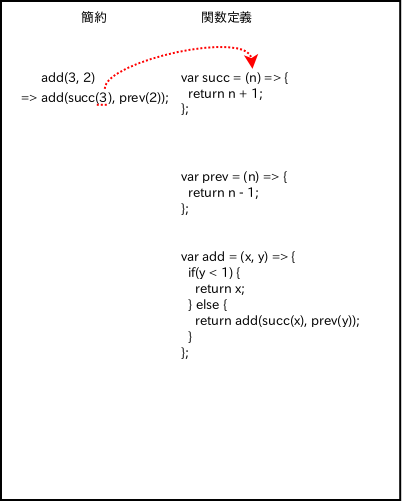 簡約
関数定義
add(3, 2)
=> add(succ(3), prev(2));
var succ = (n) => {
return n + 1;
};
var prev = (n) => {
return n - 1;
};
var add = (x, y) => {
if(y < 1) {
return x;
} else {
return add(succ(x), prev(y));
}
};